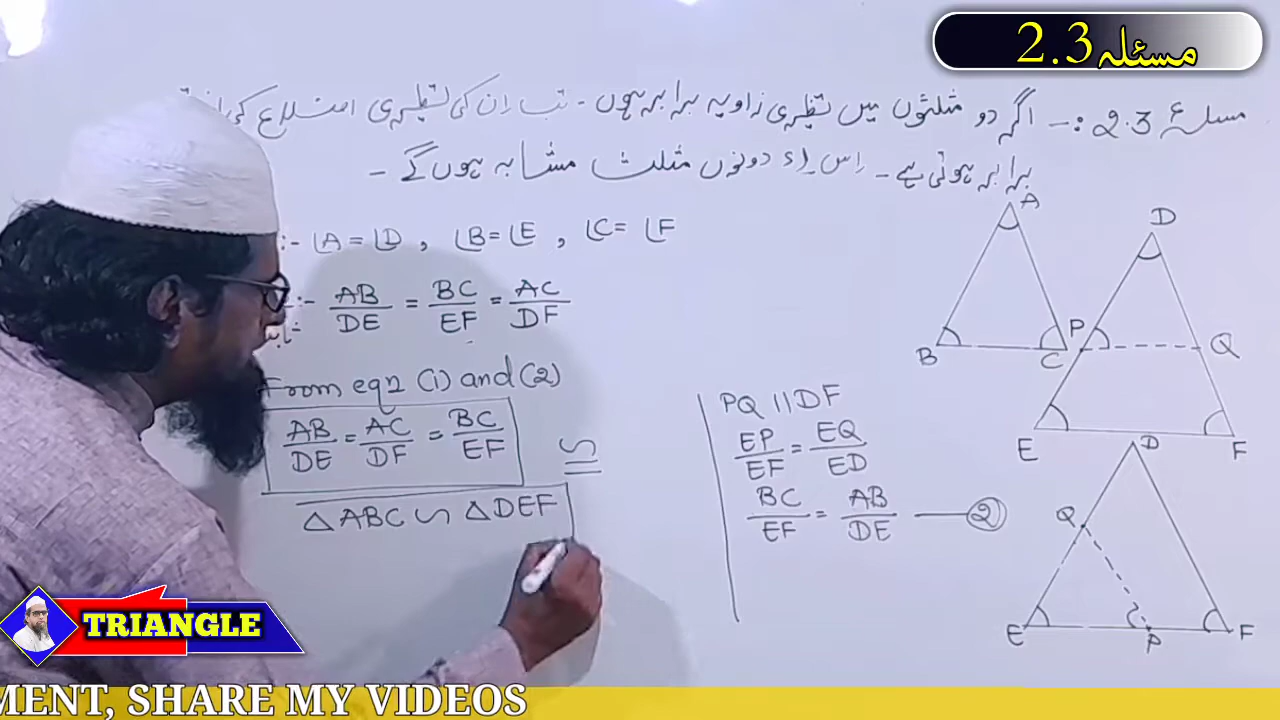 مسئلہ 2.3
مسئلہ 2.3 :- اگر دو مثلثوں میں نظیری زاویہ برابر ہوں - تب ان کی نظیری اضلاع کی
برابر ہوتی ہے - اس لۓ دونوں مثلث مشابہ ہوں گے -
:- ∠A = ∠D , ∠B = ∠E , ∠C = ∠F
:- AB/DE = BC/EF = AC/DF
From eqn (1) and (2)
AB/DE = AC/DF = BC/EF
≅
△ABC ∽ △DEF
PQ || DF
EP/EF = EQ/ED
BC/EF = AB/DE — (2)
A
B
C
D
P
Q
E
F
D
Q
E
P
F
TRIANGLE
MENT, SHARE MY VIDEOS